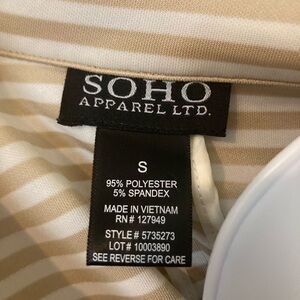 SOHO
APPAREL LTD.
S
95% POLYESTER
5% SPANDEX
MADE IN VIETNAM
RN# 127949
STYLE# 5735273
LOT# 10003890
SEE REVERSE FOR CARE